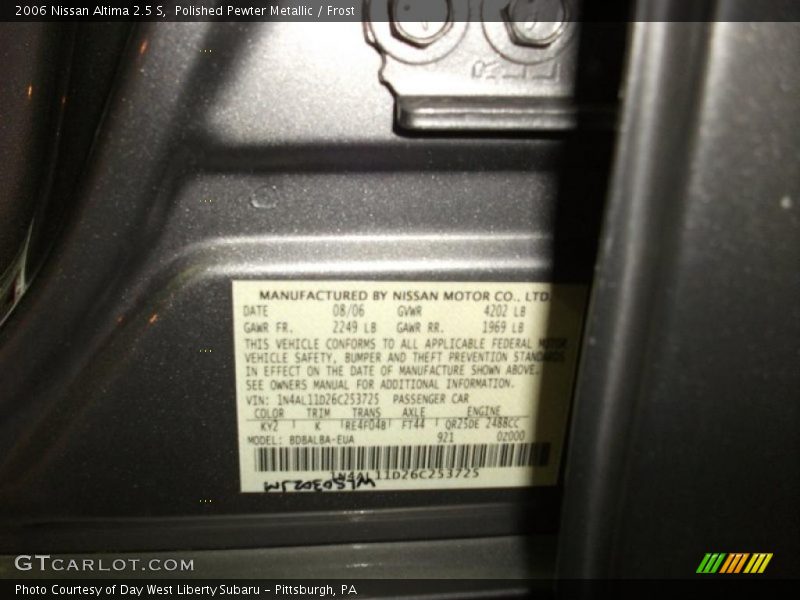 2006 Nissan Altima 2.5 S, Polished Pewter Metallic / Frost
MANUFACTURED BY NISSAN MOTOR CO., LTD.
DATE 08/06 GVWR 4202 LB
GAWR FR. 2249 LB GAWR RR. 1969 LB
THIS VEHICLE CONFORMS TO ALL APPLICABLE FEDERAL MOTOR
VEHICLE SAFETY, BUMPER AND THEFT PREVENTION STANDARDS
IN EFFECT ON THE DATE OF MANUFACTURE SHOWN ABOVE.
SEE OWNERS MANUAL FOR ADDITIONAL INFORMATION.
VIN: 1N4AL11D26C253725 PASSENGER CAR
COLOR TRIM TRANS AXLE ENGINE
KY2 K RE4F04B FT44 QR25DE 2488CC
MODEL: BDBALBA-EUA 921 02000
1N4AL11D26C253725
GTCARLOT.COM
Photo Courtesy of Day West Liberty Subaru - Pittsburgh, PA